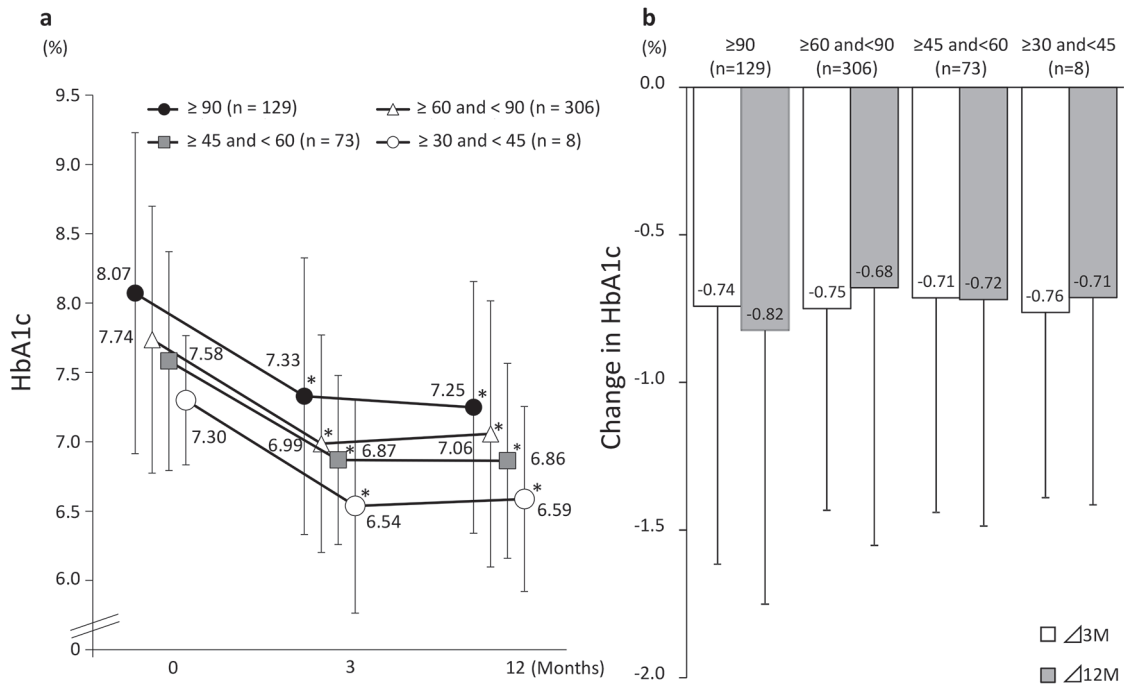 a
(%)
9.5
9.0
8.5
8.0
7.5
7.0
6.5
6.0
0
HbA1c
≥ 90 (n = 129)
≥ 60 and < 90 (n = 306)
≥ 45 and < 60 (n = 73)
≥ 30 and < 45 (n = 8)
8.07
7.74
7.58
7.30
7.33 *
6.99 *
6.87 *
6.54 *
7.25 *
7.06 *
6.86 *
6.59 *
0 3 12 (Months)
b
(%)
≥90 ≥60 and<90 ≥45 and<60 ≥30 and<45
(n=129) (n=306) (n=73) (n=8)
0.0
-0.5
-1.0
-1.5
-2.0
Change in HbA1c
-0.74 -0.82 -0.75 -0.68 -0.71 -0.72 -0.76 -0.71
⊿3M
⊿12M